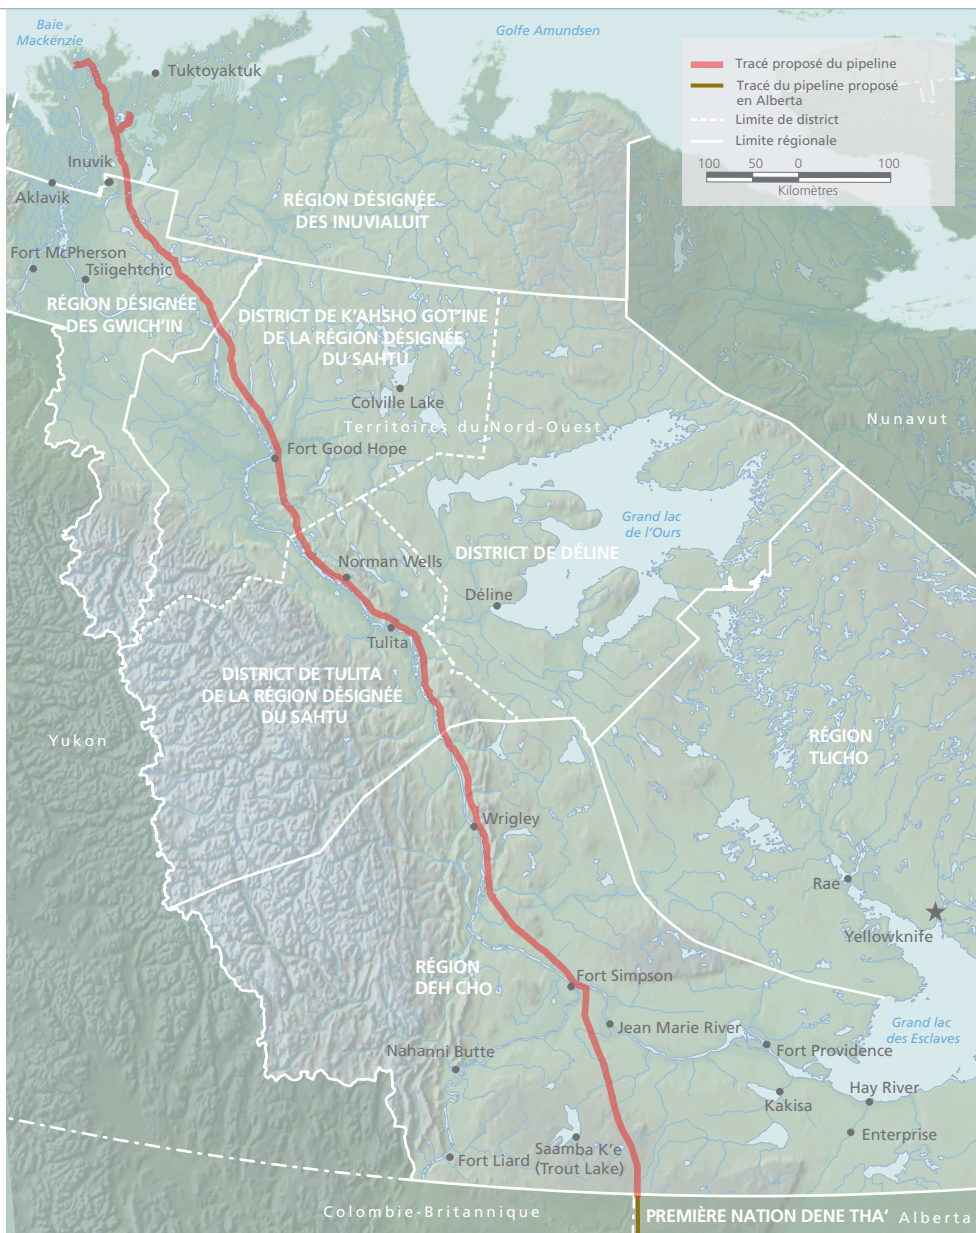 Baie
Mackenzie
Golfe Amundsen
Tuktoyaktuk
Tracé proposé du pipeline
Tracé du pipeline proposé
en Alberta
Limite de district
Limite régionale
100 50 0 100
Kilomètres
Inuvik
Aklavik
RÉGION DÉSIGNÉE
DES INUVIALUIT
Fort McPherson
Tsiigehtchic
RÉGION DÉSIGNÉE
DES GWICH'IN
DISTRICT DE K'AHSHO GOT'INE
DE LA RÉGION DÉSIGNÉE
DU SAHTU
Colville Lake
Territoires du Nord-Ouest
Nunavut
Fort Good Hope
Grand lac
de l'Ours
DISTRICT DE DÉLINE
Norman Wells
Déline
Tulita
DISTRICT DE TULITA
DE LA RÉGION DÉSIGNÉE
DU SAHTU
Yukon
RÉGION
TLICHO
Wrigley
Rae
Yellowknife
RÉGION
DEH CHO
Fort Simpson
Jean Marie River
Grand lac
des Esclaves
Nahanni Butte
Fort Providence
Kakisa
Hay River
Enterprise
Saamba K'e
(Trout Lake)
Fort Liard
Colombie-Britannique
PREMIÈRE NATION DENE THA'
Alberta